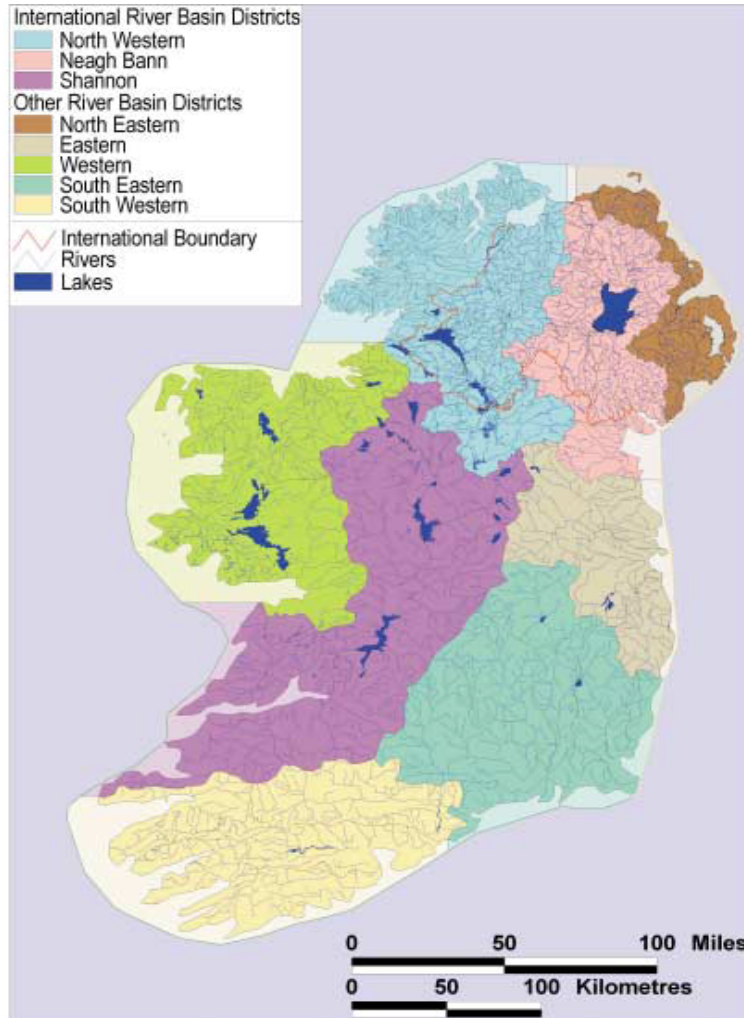 International River Basin Districts
North Western
Neagh Bann
Shannon
Other River Basin Districts
North Eastern
Eastern
Western
South Eastern
South Western
International Boundary
Rivers
Lakes
0 50 100 Miles
0 50 100 Kilometres